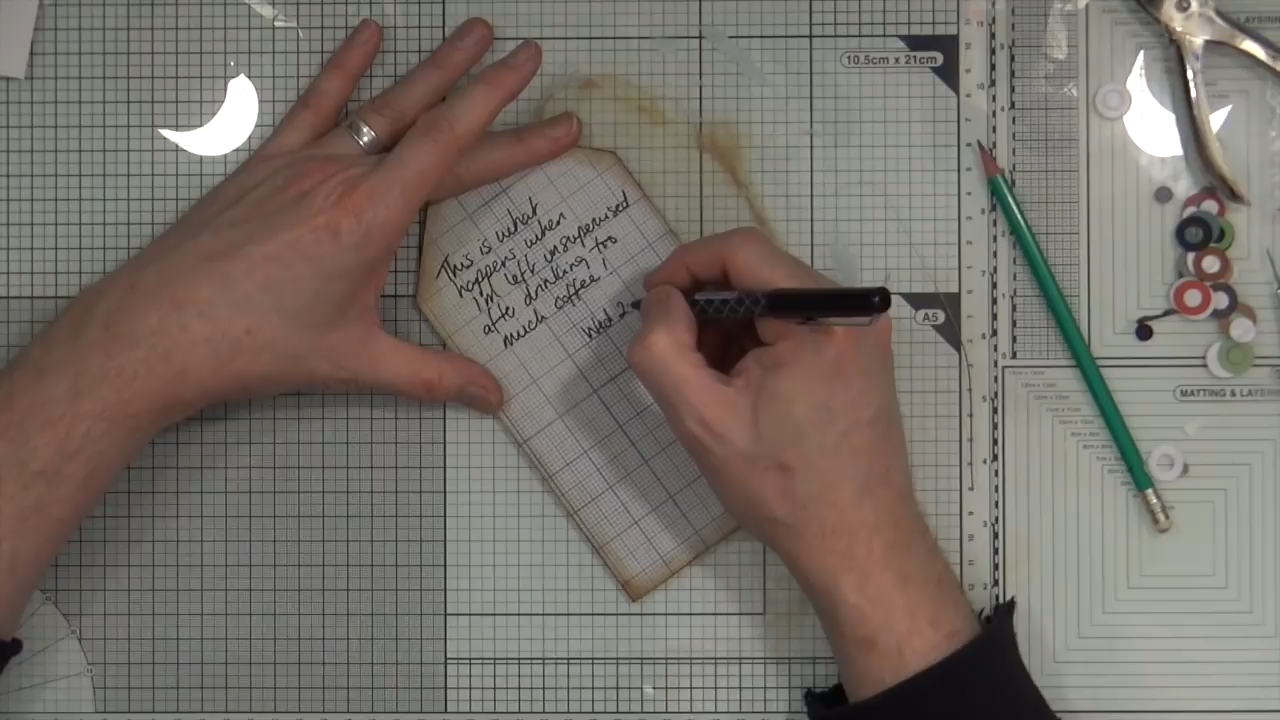 10.5cm x 21cm
This is what
happens when
I'm left unsupervised
afte drinking too
much coffee!
Wed 2
A5
MATTING & LAYERING